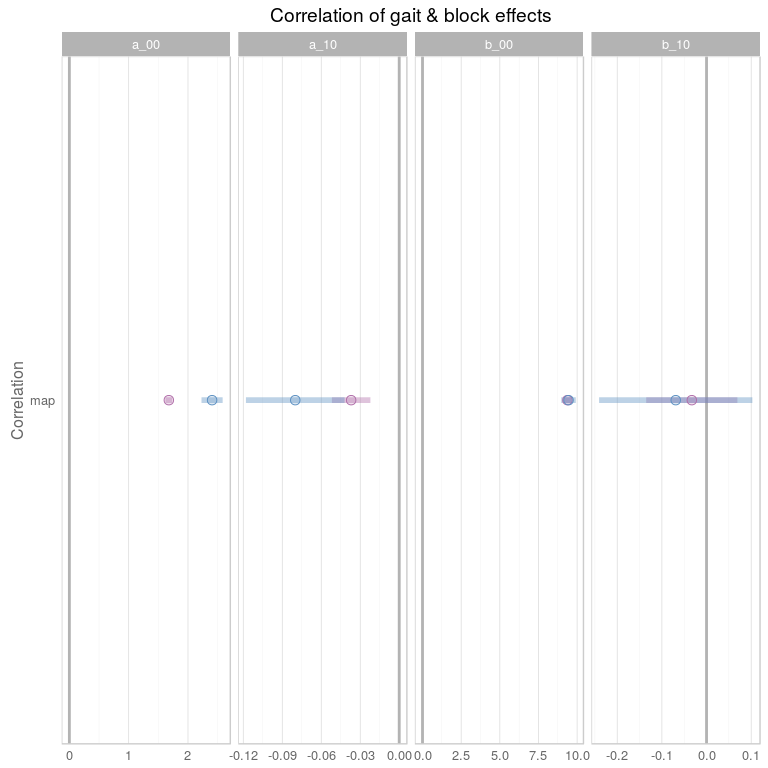 Correlation of gait & block effects
a_00 a_10 b_00 b_10
Correlation
map
0 1 2 -0.12 -0.09 -0.06 -0.03 0.00 0.0 2.5 5.0 7.5 10.0 -0.2 -0.1 0.0 0.1